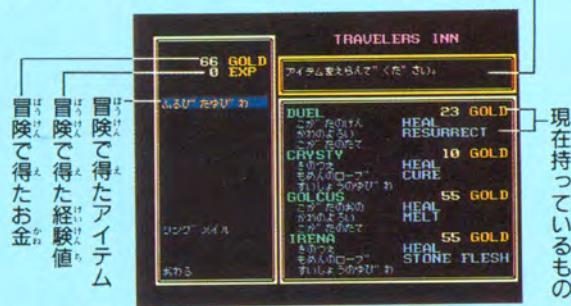 TRAVELERS INN
66 GOLD
0 EXP
アイテムをえらんで くだ さい。
ふるび たゆび わ
リング メイル
おわる
DUEL 23 GOLD
こが たのけん HEAL
かわのよろい RESURRECT
こが たのたて
CRYSTY 10 GOLD
きのつえ HEAL
もめんのローブ CURE
すいしょうのゆび わ
GOLCUS 55 GOLD
こが たのおの HEAL
かわのよろい MELT
こが たのたて
IRENA 55 GOLD
きのつえ HEAL
もめんのローブ STONE FLESH
すいしょうのゆび わ
現在持っているもの
冒険で得たアイテム
冒険で得た経験値
冒険で得たお金